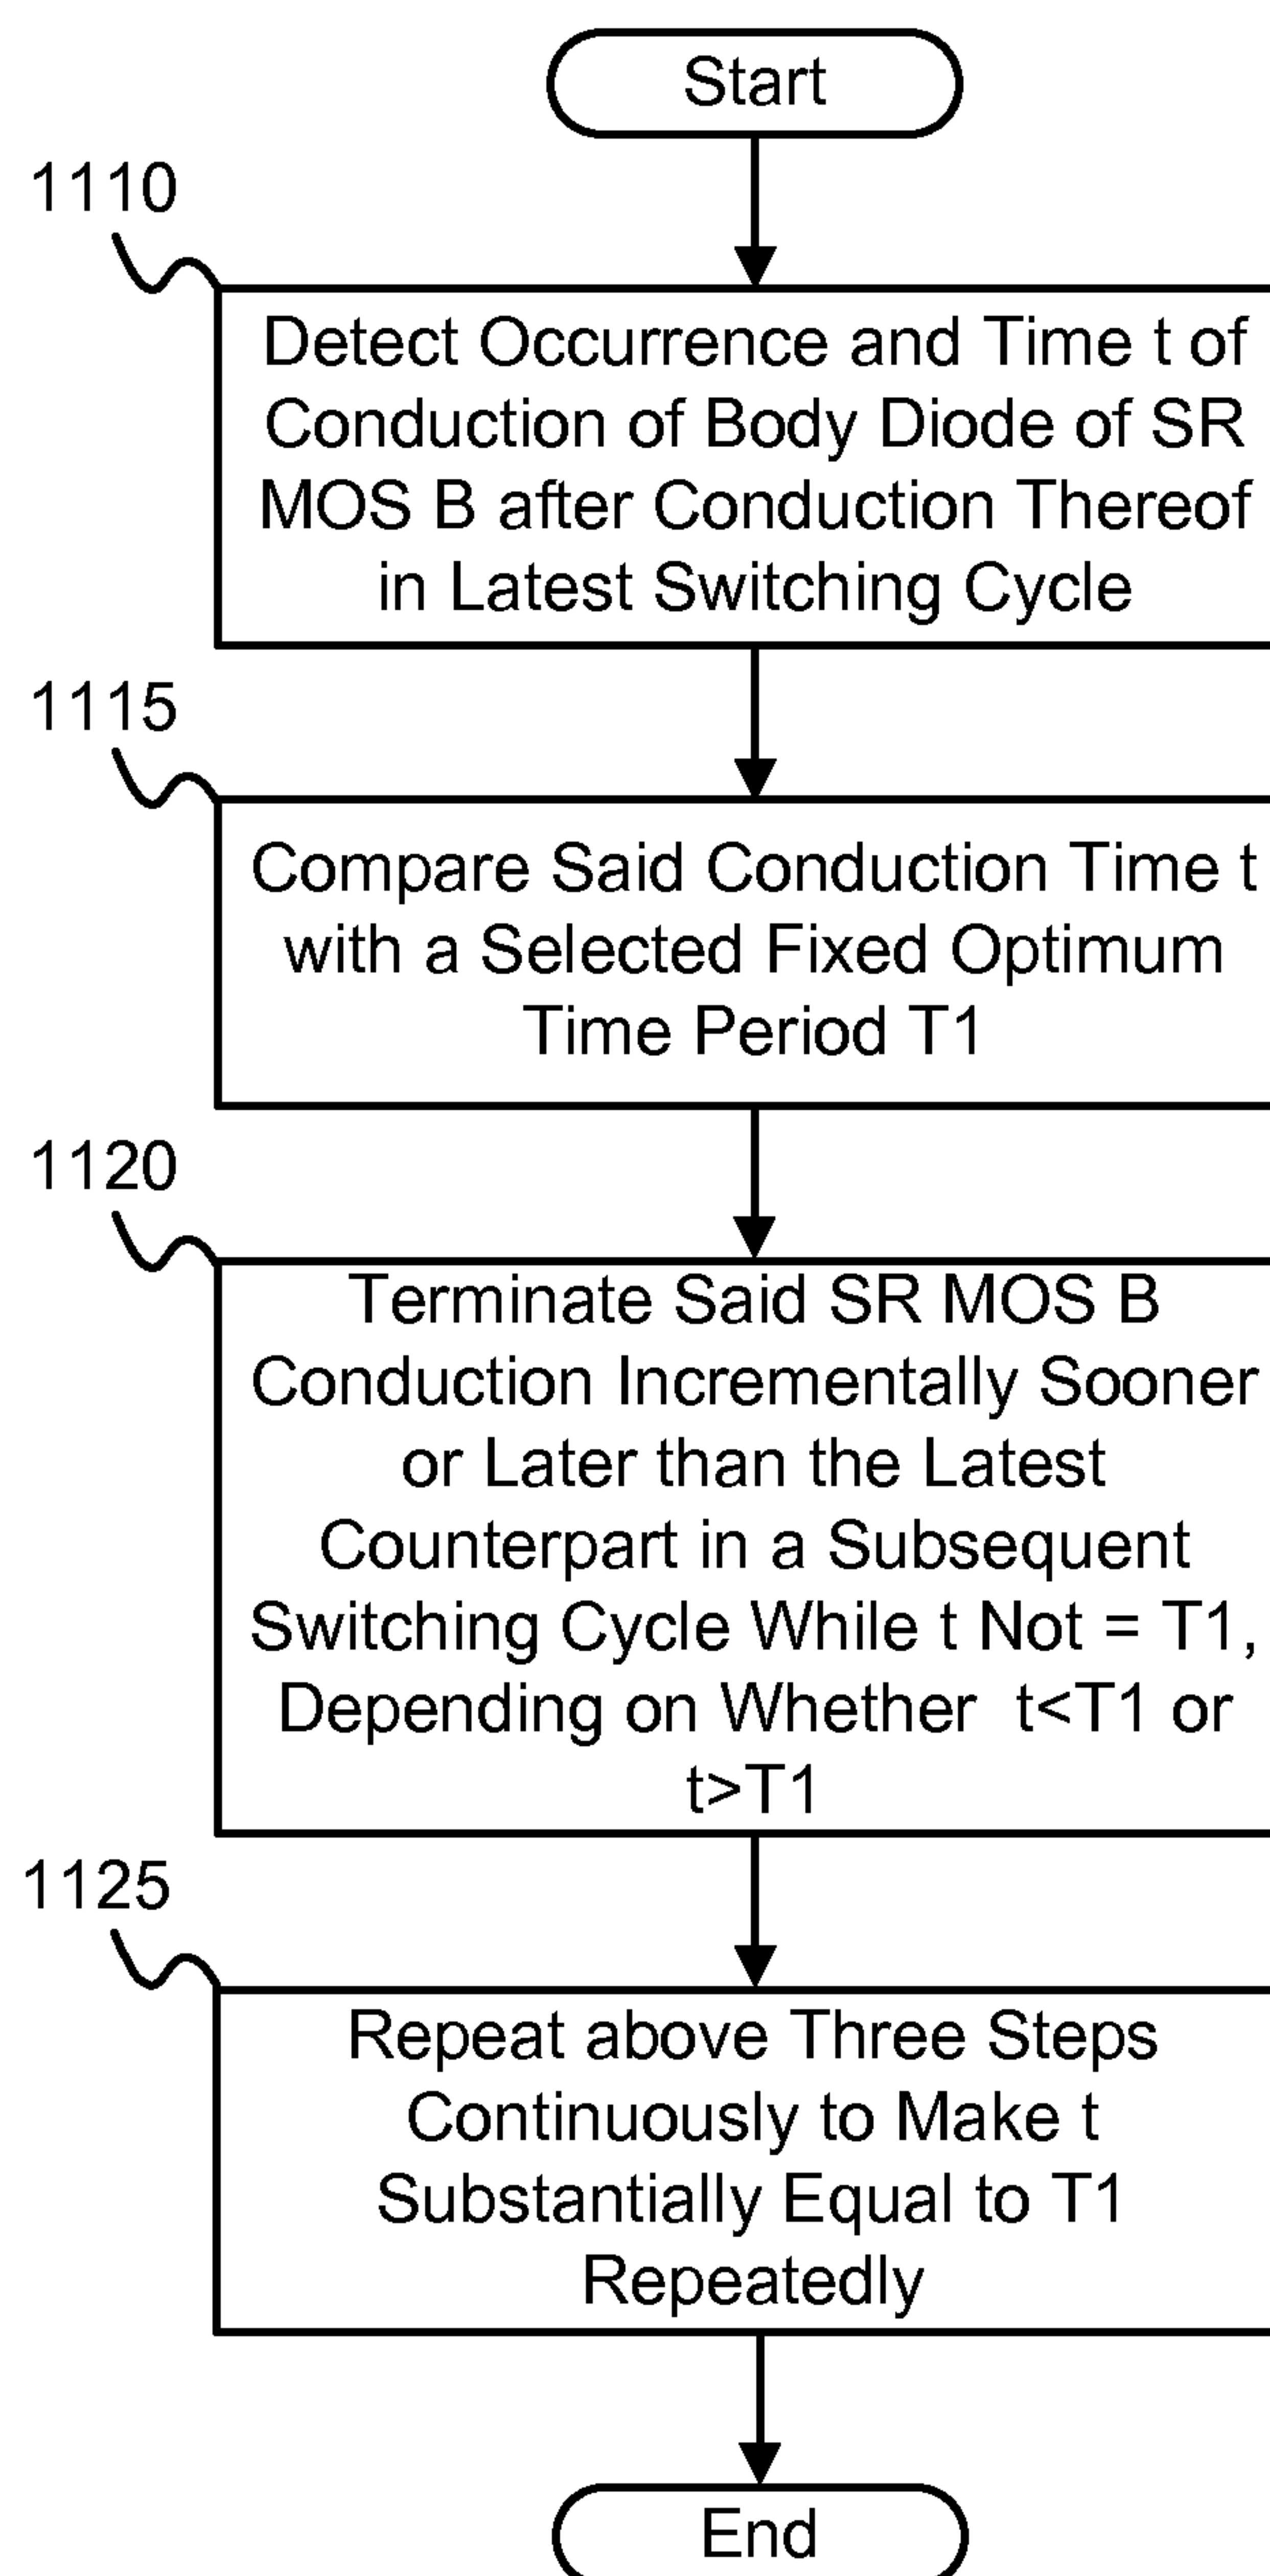 Start
1110
Detect Occurrence and Time t of
Conduction of Body Diode of SR
MOS B after Conduction Thereof
in Latest Switching Cycle
1115
Compare Said Conduction Time t
with a Selected Fixed Optimum
Time Period T1
1120
Terminate Said SR MOS B
Conduction Incrementally Sooner
or Later than the Latest
Counterpart in a Subsequent
Switching Cycle While t Not = T1,
Depending on Whether t<T1 or
t>T1
1125
Repeat above Three Steps
Continuously to Make t
Substantially Equal to T1
Repeatedly
End